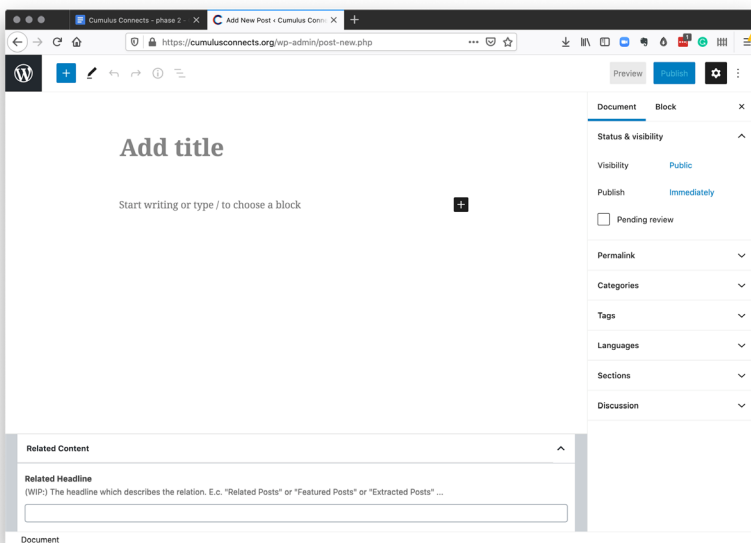 Cumulus Connects - phase 2 -
Add New Post ‹ Cumulus Conn
https://cumulusconnects.org/wp-admin/post-new.php
1
Preview
Publish
Document
Block
Add title
Status & visibility
Visibility
Public
Start writing or type / to choose a block
Publish
Immediately
Pending review
Permalink
Categories
Tags
Languages
Sections
Discussion
Related Content
Related Headline
(WIP:) The headline which describes the relation. E.c. "Related Posts" or "Featured Posts" or "Extracted Posts" ...
Document